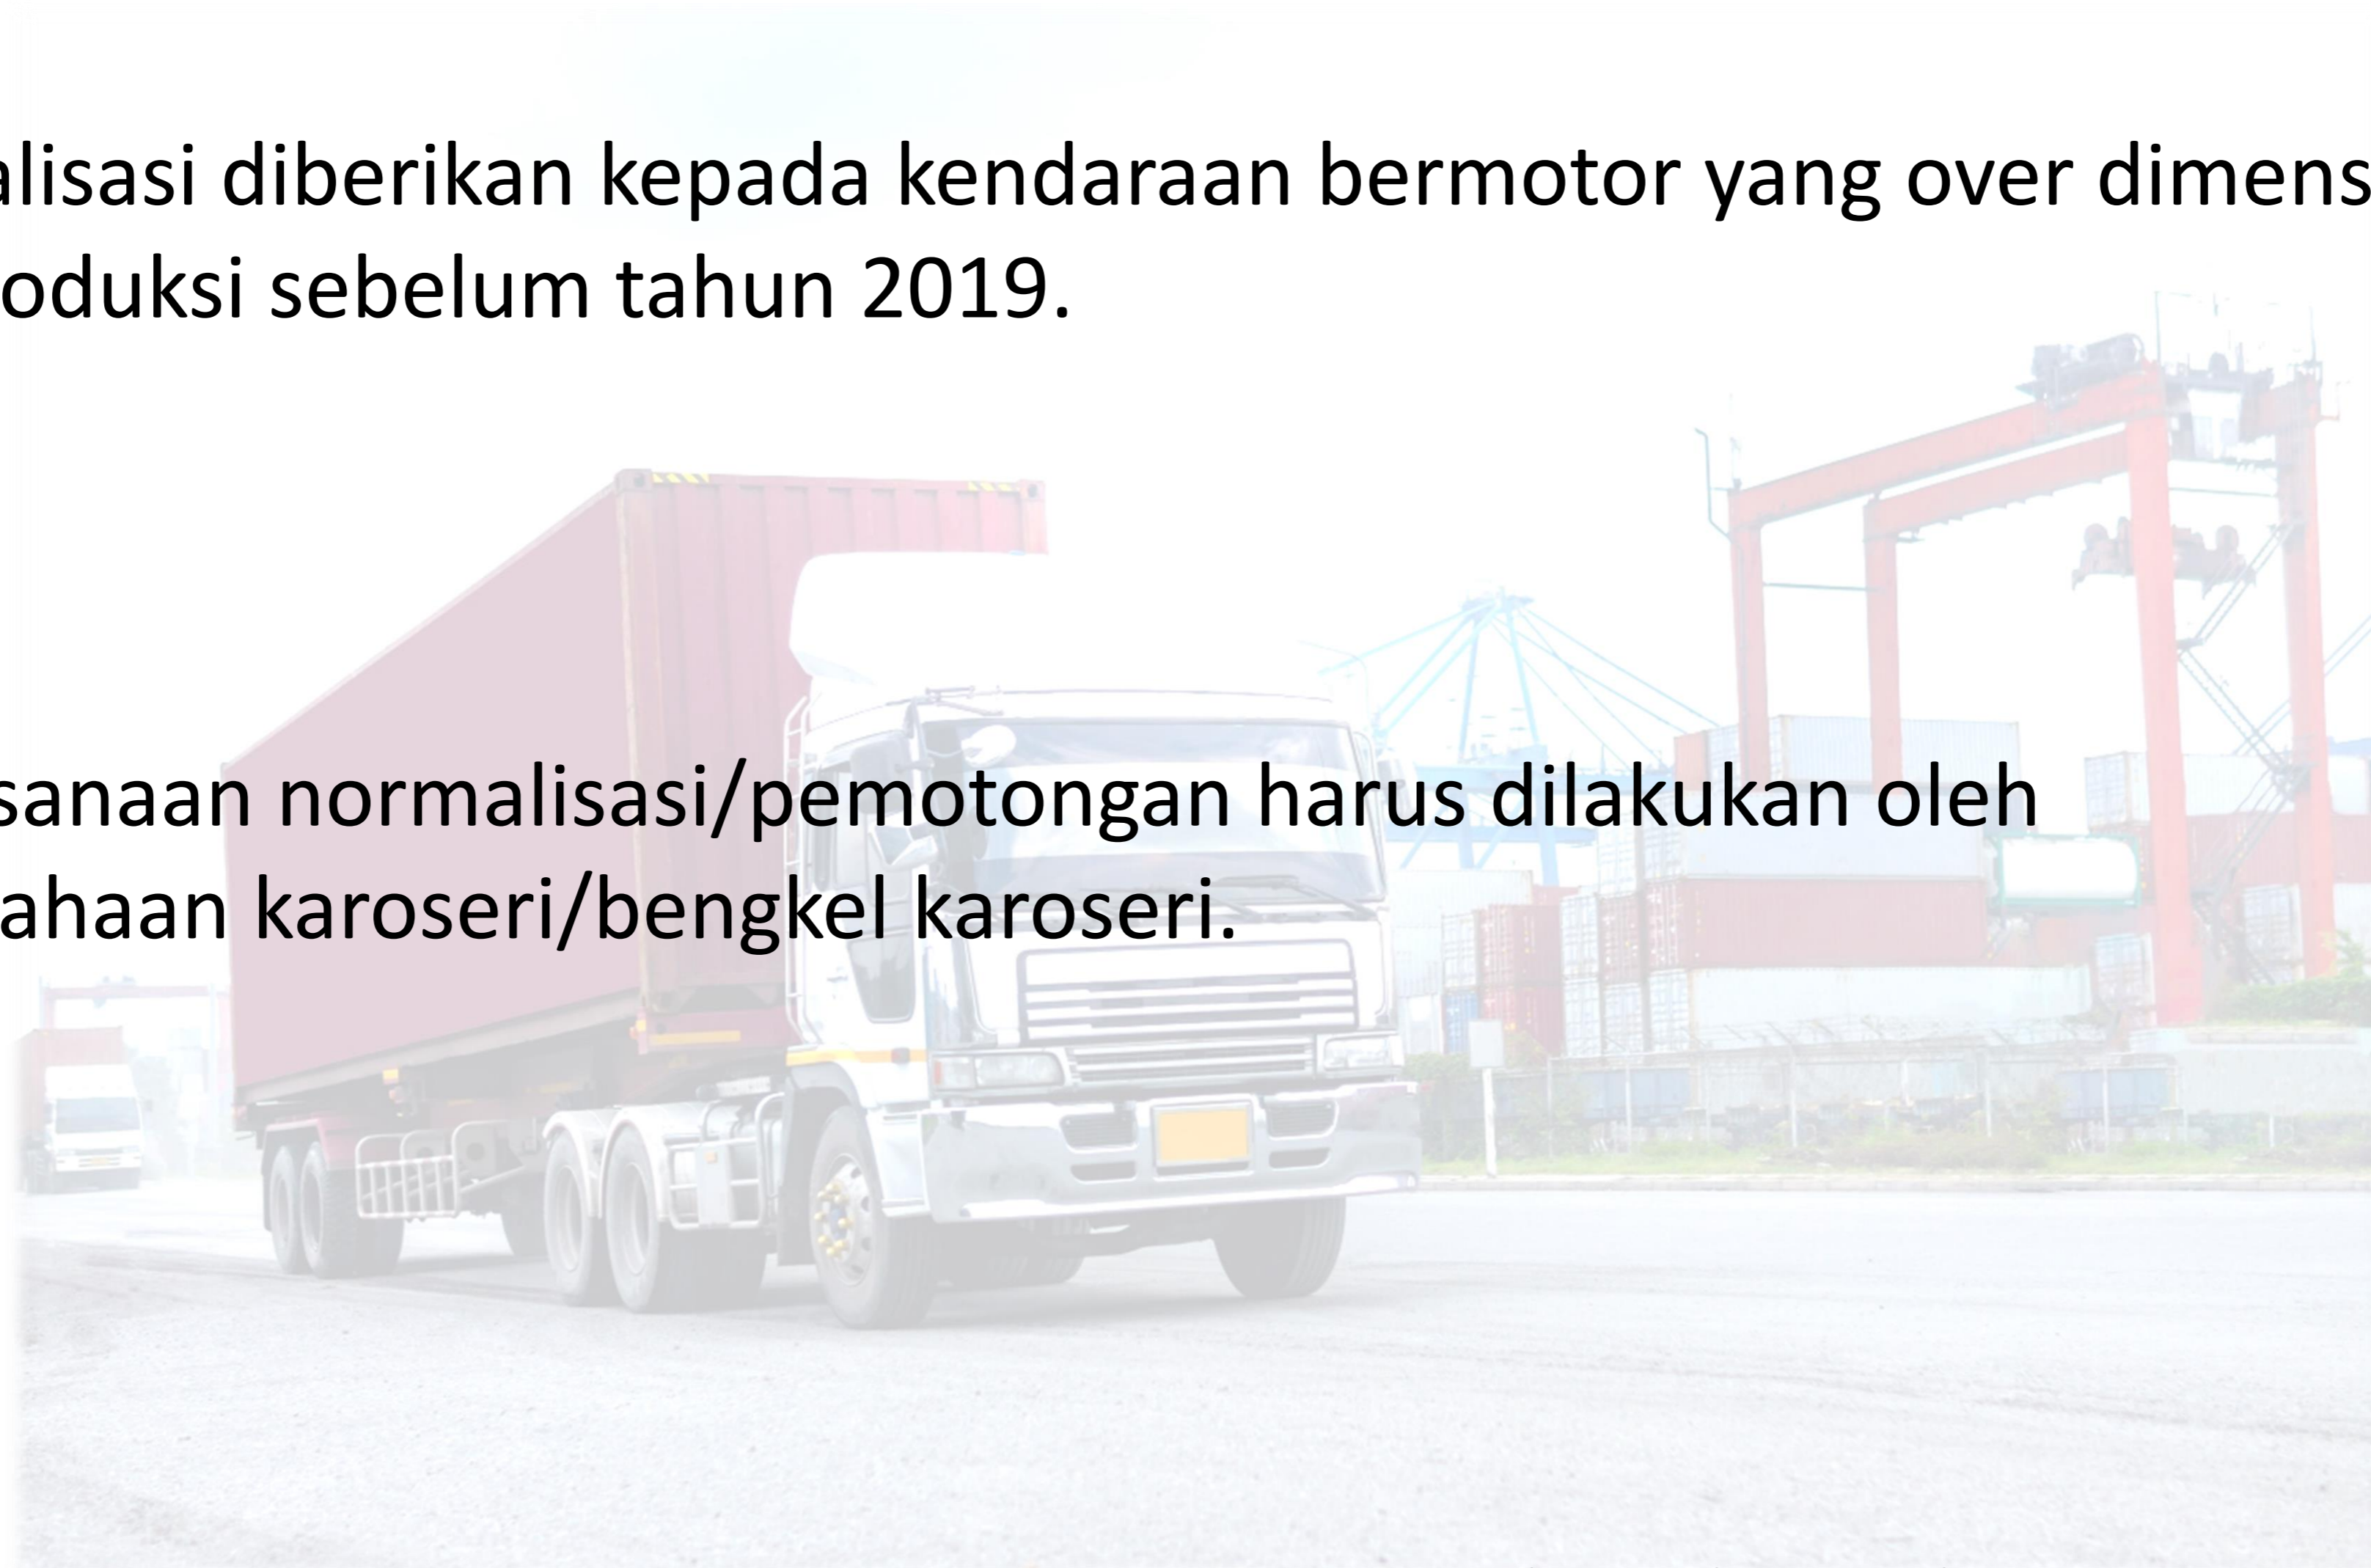 alisasi diberikan kepada kendaraan bermotor yang over dimens
oduksi sebelum tahun 2019.
sanaan normalisasi/pemotongan harus dilakukan oleh
ahaan karoseri/bengkel karoseri.